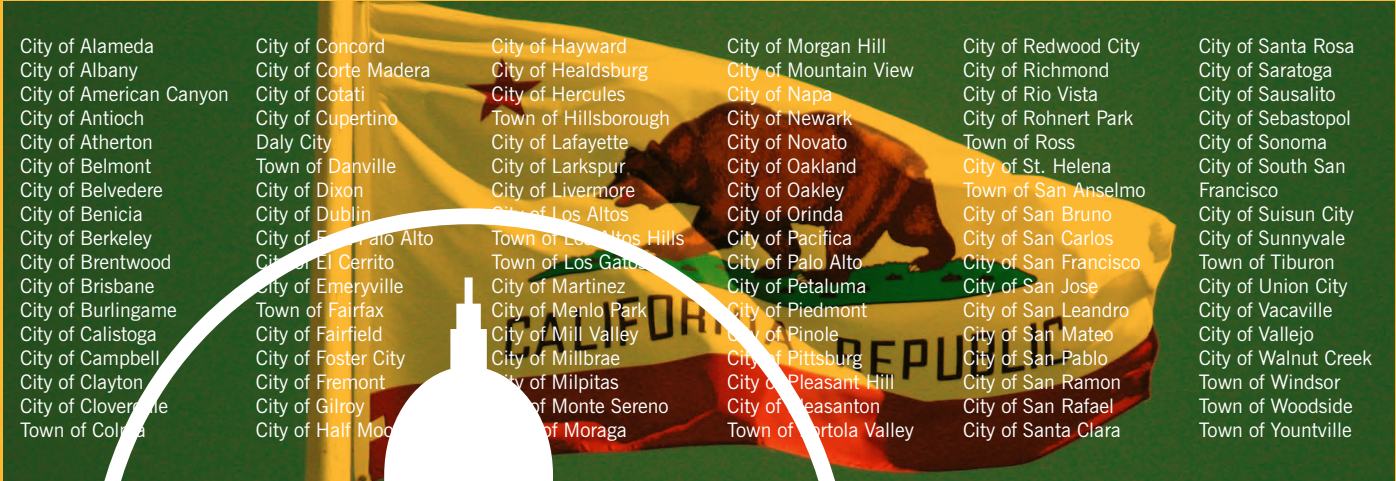 City of Alameda
City of Albany
City of American Canyon
City of Antioch
City of Atherton
City of Belmont
City of Belvedere
City of Benicia
City of Berkeley
City of Brentwood
City of Brisbane
City of Burlingame
City of Calistoga
City of Campbell
City of Clayton
City of Cloverdale
Town of Colma
City of Concord
City of Corte Madera
City of Cotati
City of Cupertino
Daly City
Town of Danville
City of Dixon
City of Dublin
City of East Palo Alto
City of El Cerrito
City of Emeryville
Town of Fairfax
City of Fairfield
City of Foster City
City of Fremont
City of Gilroy
City of Half
City of Hayward
City of Healdsburg
City of Hercules
Town of Hillsborough
City of Lafayette
City of Larkspur
City of Livermore
City of Los Altos
Town of Los Altos Hills
Town of Los Gatos
City of Martinez
City of Menlo Park
City of Mill Valley
City of Millbrae
City of Milpitas
of Monte Sereno
of Moraga
City of Morgan Hill
City of Mountain View
City of Napa
City of Newark
City of Novato
City of Oakland
City of Oakley
City of Orinda
City of Pacifica
City of Palo Alto
City of Petaluma
City of Piedmont
City of Pinole
City of Pittsburg
City of Pleasant Hill
City of Pleasanton
Town of Portola Valley
City of Redwood City
City of Richmond
City of Rio Vista
City of Rohnert Park
Town of Ross
City of St. Helena
Town of San Anselmo
City of San Bruno
City of San Carlos
City of San Francisco
City of San Jose
City of San Leandro
City of San Mateo
City of San Pablo
City of San Ramon
City of San Rafael
City of Santa Clara
City of Santa Rosa
City of Saratoga
City of Sausalito
City of Sebastopol
City of Sonoma
City of South San
Francisco
City of Suisun City
City of Sunnyvale
Town of Tiburon
City of Union City
City of Vacaville
City of Vallejo
City of Walnut Creek
Town of Windsor
Town of Woodside
Town of Yountville
CALIFORNIA REPUBLIC